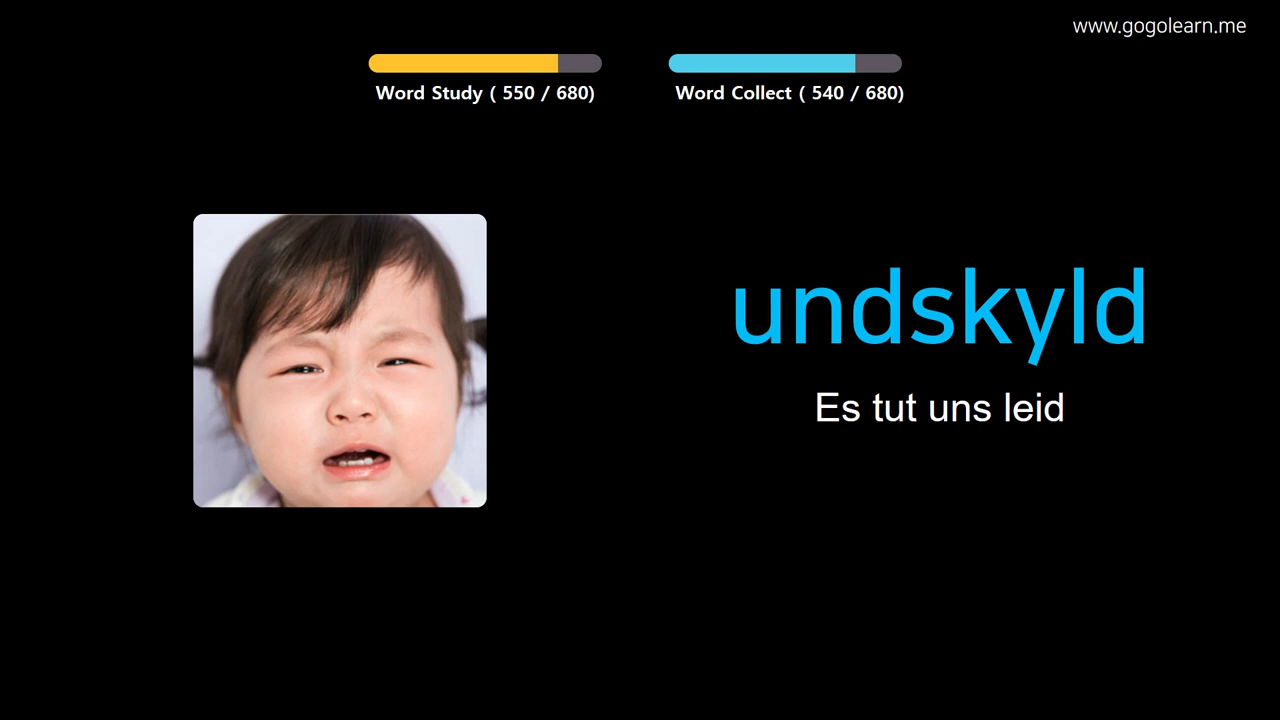 www.gogolearn.me
Word Study ( 550 / 680)
Word Collect ( 540 / 680)
undskyld
Es tut uns leid